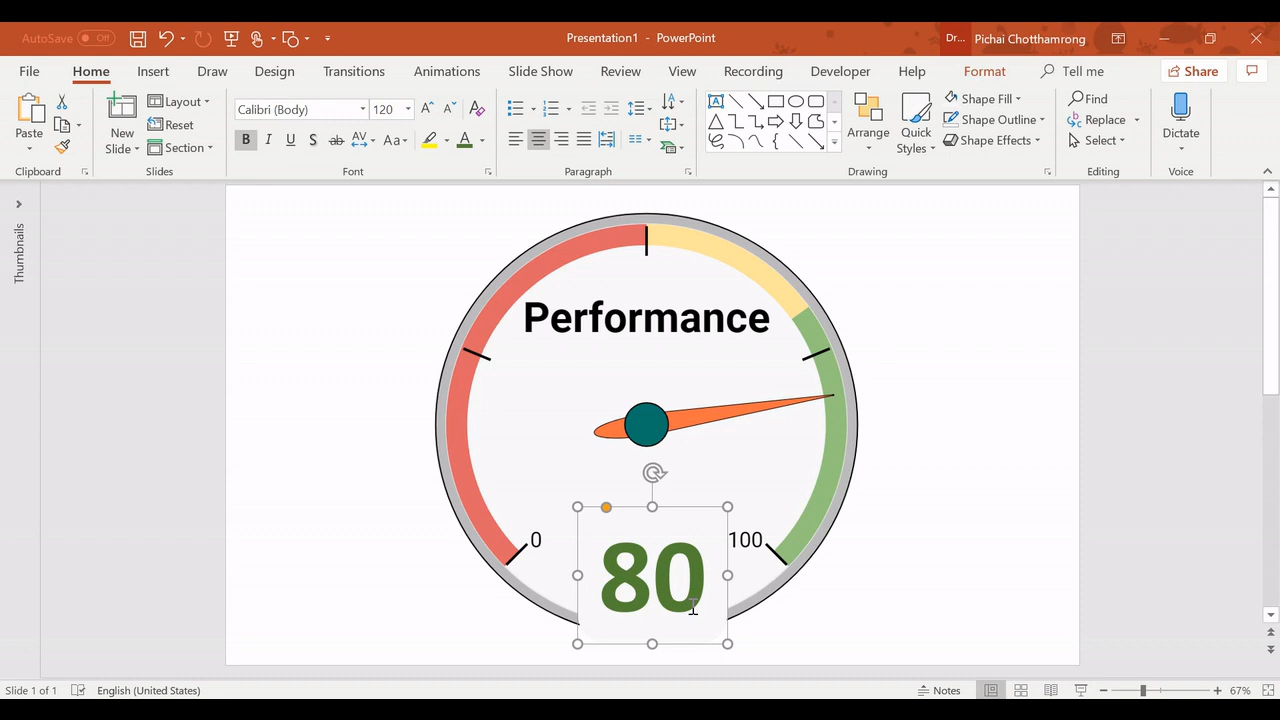 AutoSave Off Presentation1 - PowerPoint Dr... Pichai Chotthamrong
File Home Insert Draw Design Transitions Animations Slide Show Review View Recording Developer Help Format Tell me Share
Paste
New
Slide
Layout
Reset
Section
Calibri (Body) 120
B I U S ab AV Aa A
Arrange
Quick
Styles
Shape Fill
Shape Outline
Shape Effects
Find
Replace
Select
Dictate
Clipboard Slides Font Paragraph Drawing Editing Voice
Thumbnails
Performance
0 100
80
Slide 1 of 1 English (United States) Notes 67%